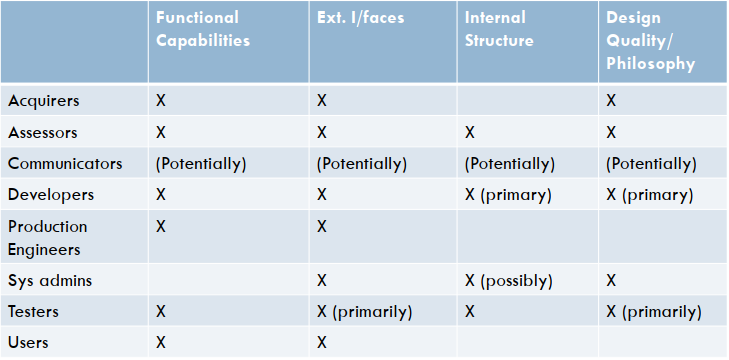 Functional Capabilities Ext. I/faces Internal Structure Design Quality/ Philosophy
Acquirers X X X
Assessors X X X X
Communicators (Potentially) (Potentially) (Potentially) (Potentially)
Developers X X X (primary) X (primary)
Production Engineers X X
Sys admins X X (possibly) X
Testers X X (primarily) X X (primarily)
Users X X